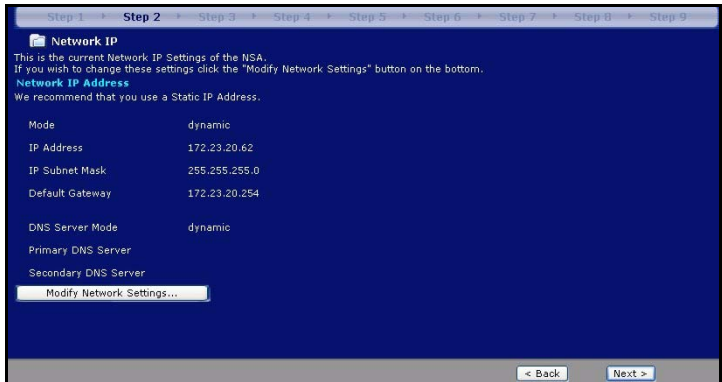 Step 1 Step 2 Step 3 Step 4 Step 5 Step 6 Step 7 Step 8 Step 9
Network IP
This is the current Network IP Settings of the NSA.
If you wish to change these settings click the "Modify Network Settings" button on the bottom.
Network IP Address
We recommend that you use a Static IP Address.
Mode dynamic
IP Address 172.23.20.62
IP Subnet Mask 255.255.255.0
Default Gateway 172.23.20.254
DNS Server Mode dynamic
Primary DNS Server
Secondary DNS Server
Modify Network Settings...
< Back Next >